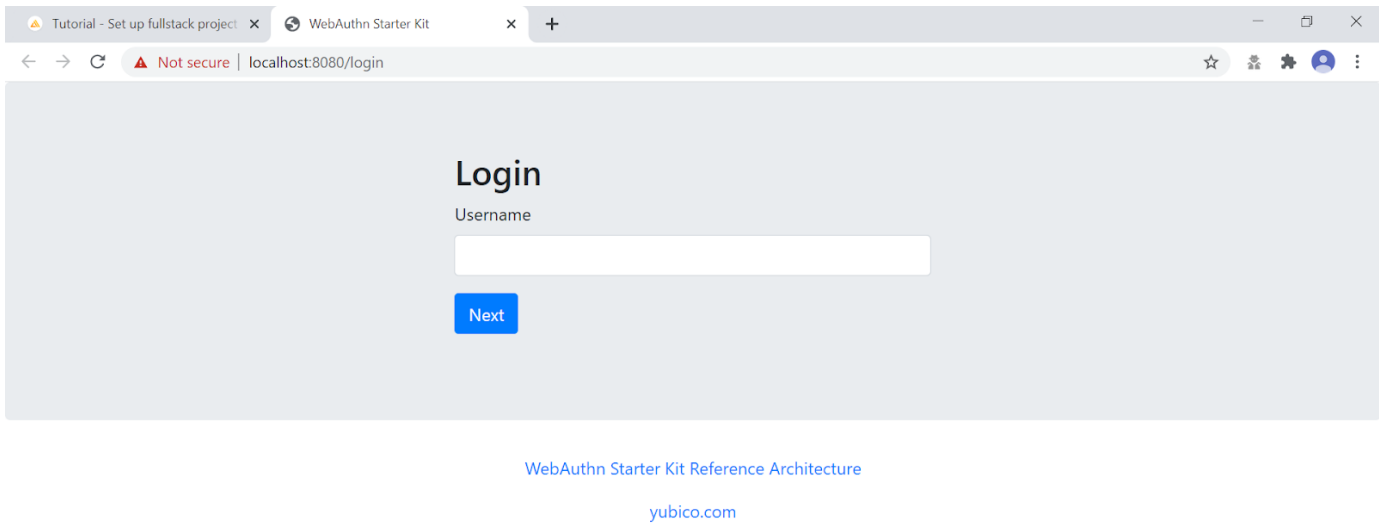 Tutorial - Set up fullstack project
WebAuthn Starter Kit
Not secure | localhost:8080/login
Login
Username
Next
WebAuthn Starter Kit Reference Architecture
yubico.com